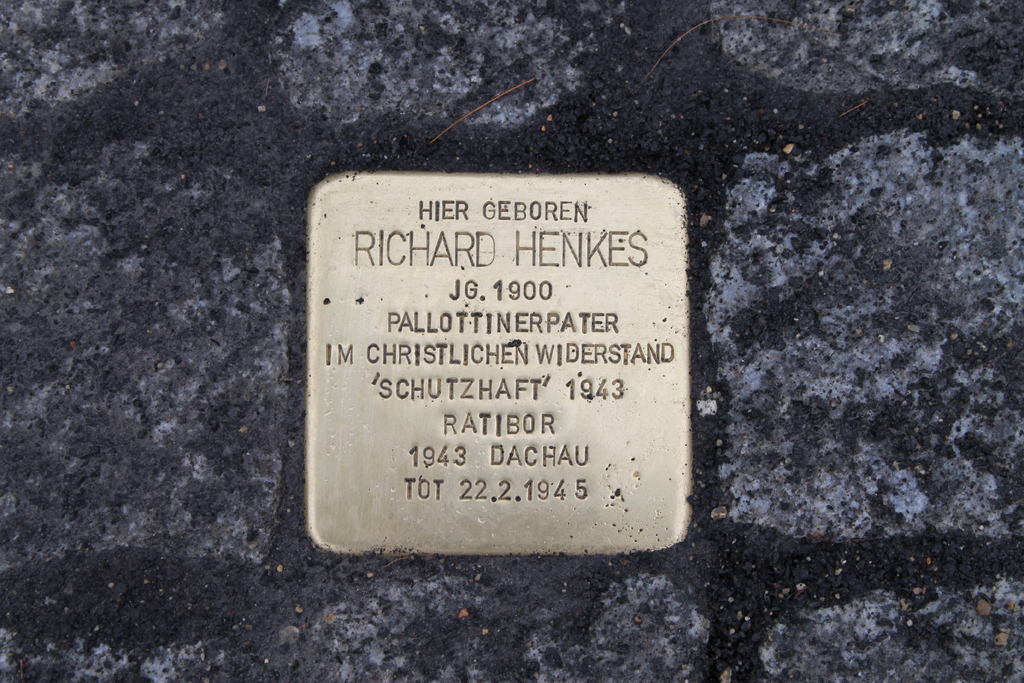 HIER GEBOREN
RICHARD HENKES
JG. 1900
PALLOTTINERPATER
IM CHRISTLICHEN WIDERSTAND
'SCHUTZHAFT' 1943
RATIBOR
1943 DACHAU
TOT 22.2.1945